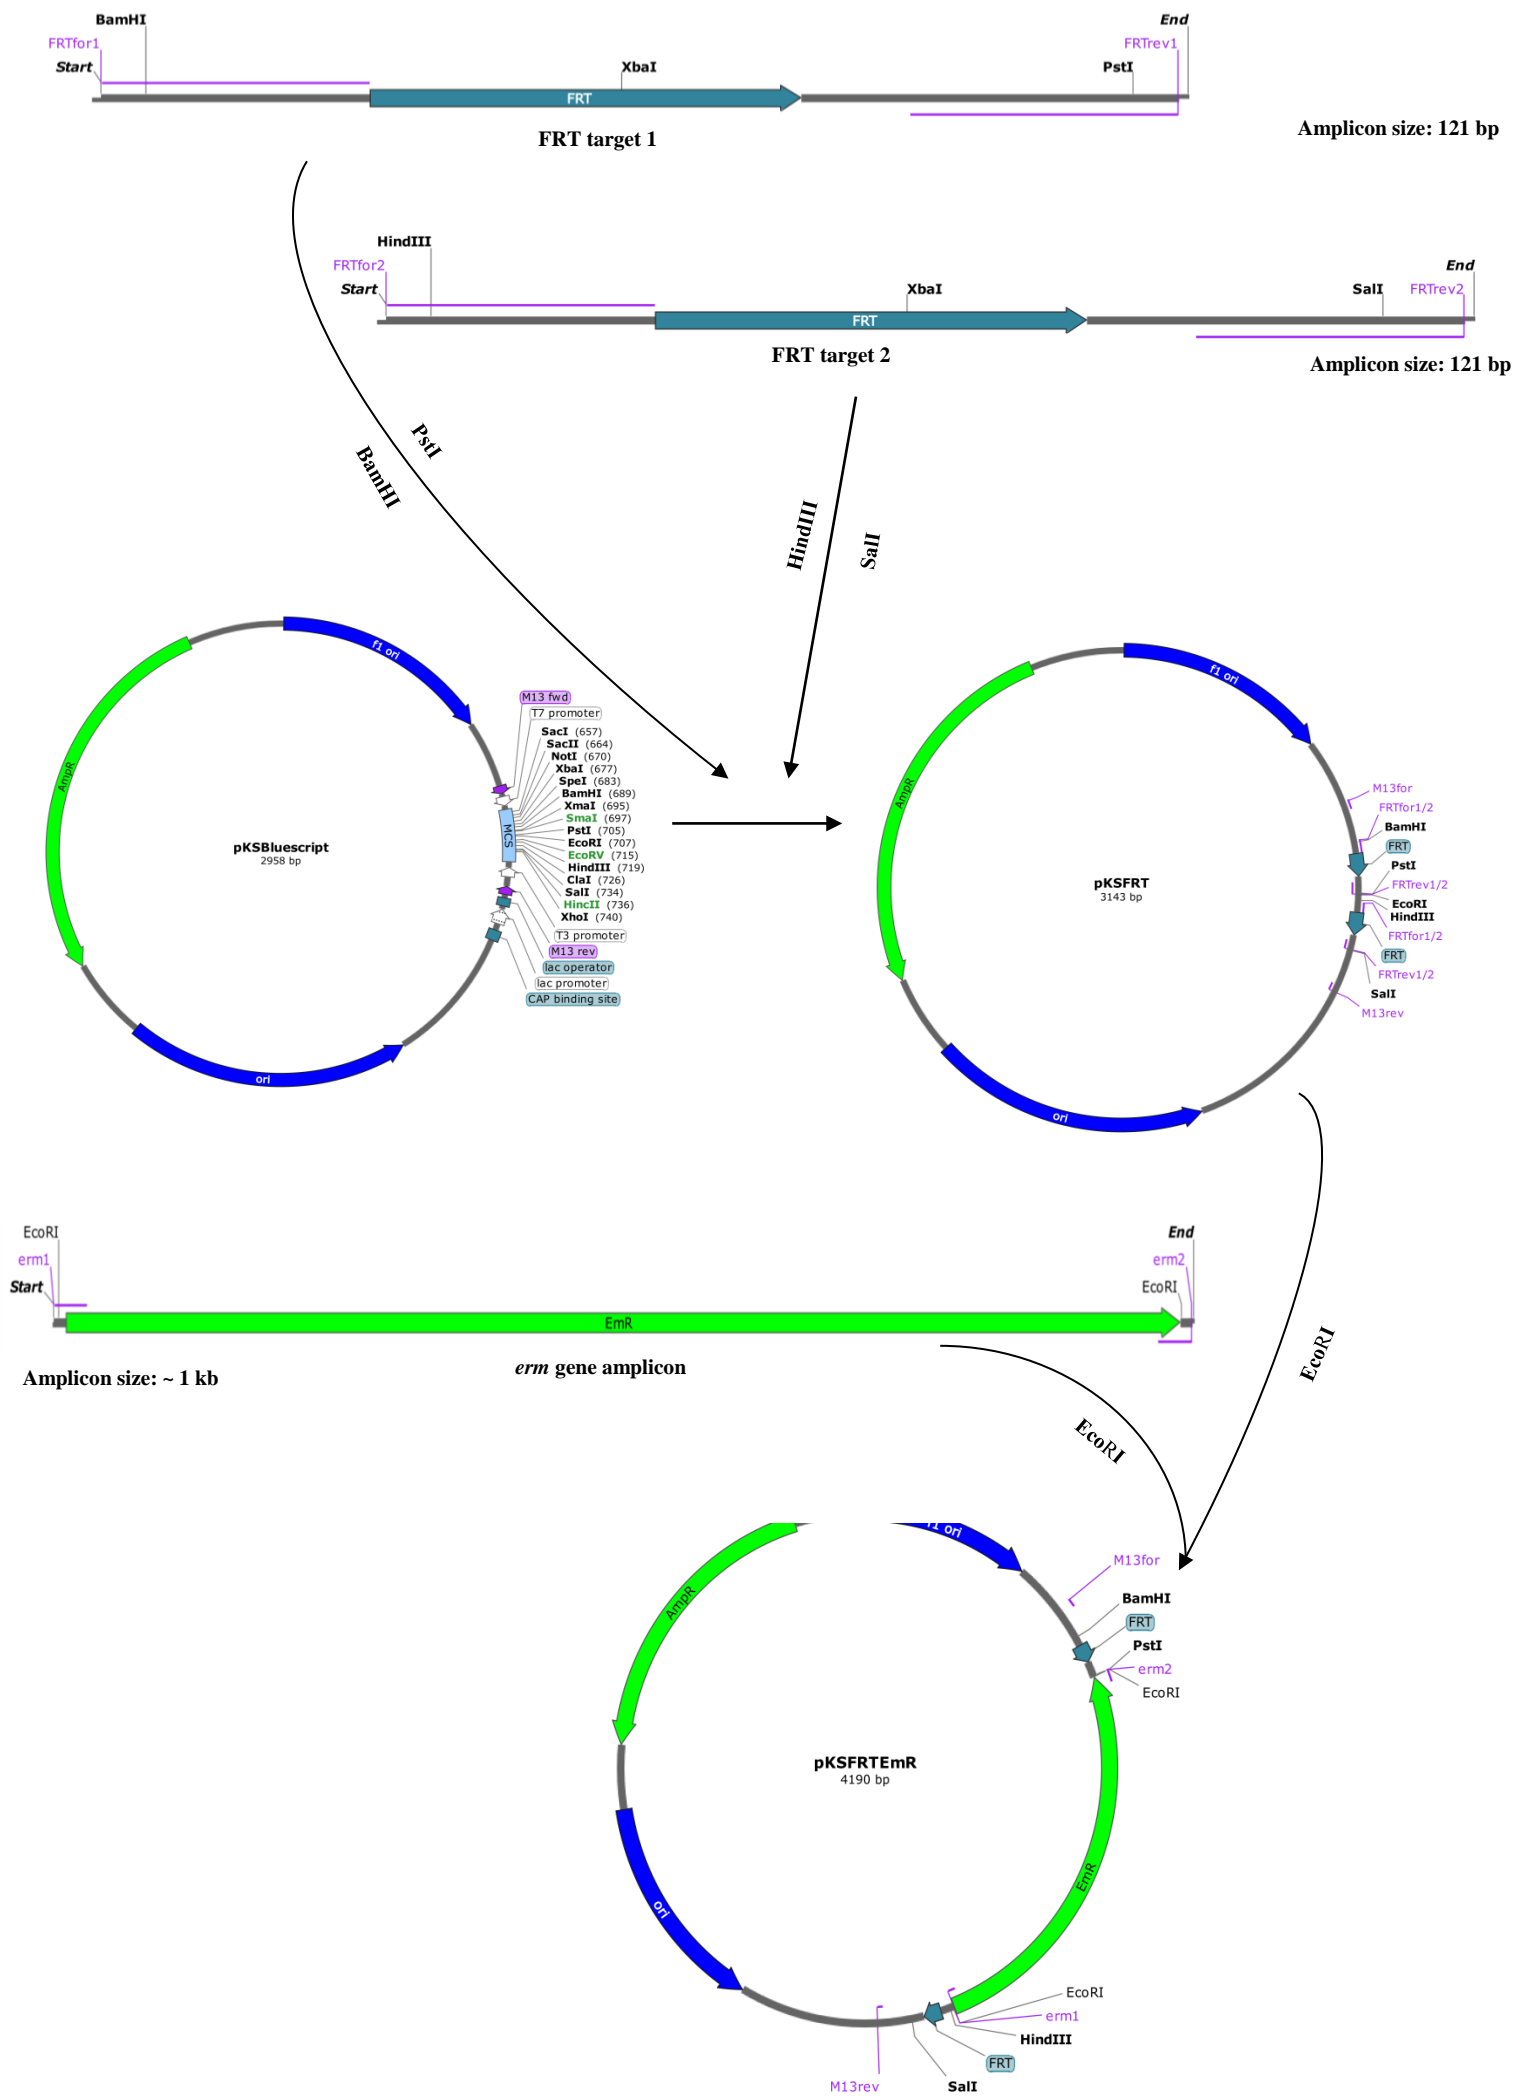 BamHI
FRTfor1
Start
XbaI
PstI
FRTrev1
End
FRT
FRT target 1
Amplicon size: 121 bp
HindIII
FRTfor2
Start
XbaI
SalI
FRTrev2
End
FRT
FRT target 2
Amplicon size: 121 bp
PstI
BamHI
HindIII
SalI
f1 ori
AmpR
ori
pKSBluescript
2958 bp
MCS
M13 fwd
T7 promoter
SacI (657)
SacII (664)
NotI (670)
XbaI (677)
SpeI (683)
BamHI (689)
XmaI (695)
SmaI (697)
PstI (705)
EcoRI (707)
EcoRV (715)
HindIII (719)
ClaI (726)
SalI (734)
HincII (736)
XhoI (740)
T3 promoter
M13 rev
lac operator
lac promoter
CAP binding site
f1 ori
AmpR
ori
pKSFRT
3143 bp
M13for
FRTfor1/2
BamHI
FRT
PstI
FRTrev1/2
EcoRI
HindIII
FRTfor1/2
FRT
FRTrev1/2
SalI
M13rev
EcoRI
erm1
Start
End
erm2
EcoRI
EmR
Amplicon size: ~ 1 kb
erm gene amplicon
EcoRI
EcoRI
f1 ori
AmpR
ori
pKSFRTEmR
4190 bp
M13for
BamHI
FRT
PstI
erm2
EcoRI
EmR
EcoRI
erm1
HindIII
FRT
SalI
M13rev